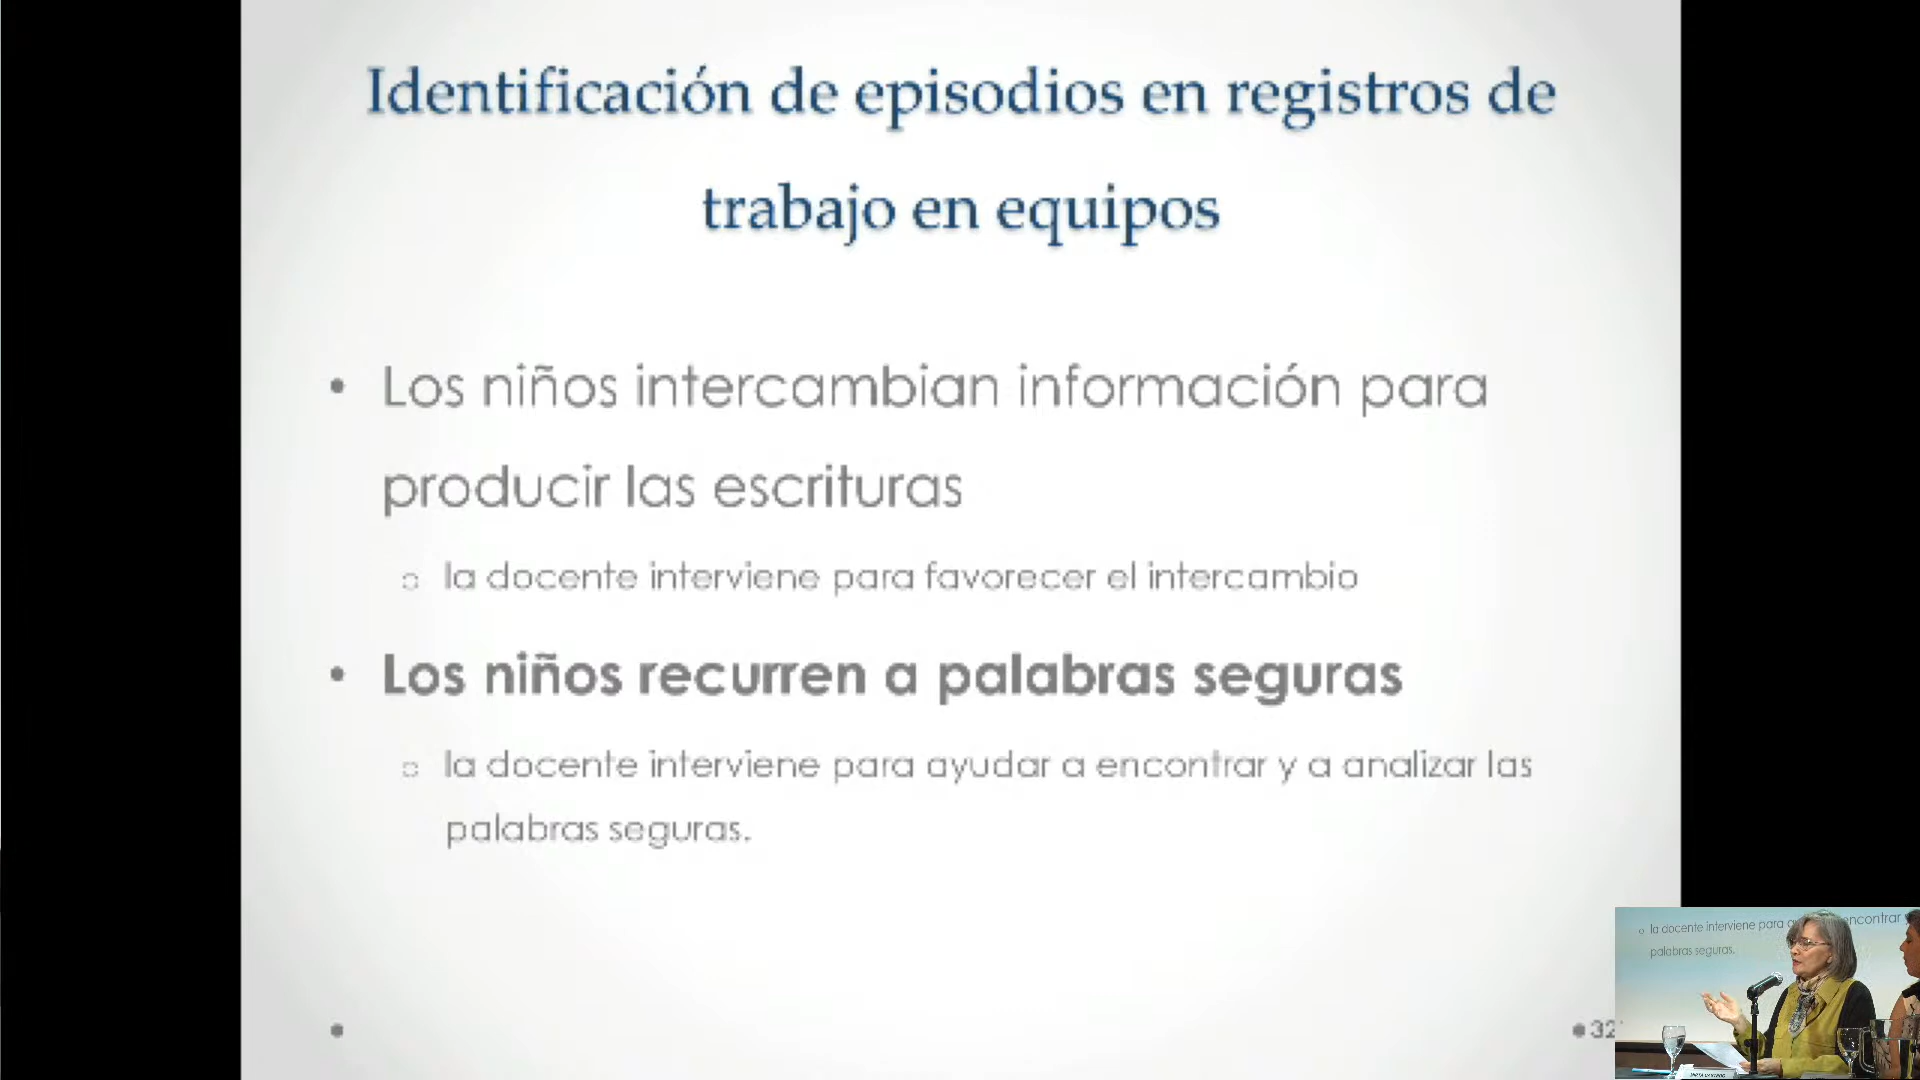 Identificación de episodios en registros de
trabajo en equipos
• Los niños intercambian información para
producir las escrituras
o la docente interviene para favorecer el intercambio
• Los niños recurren a palabras seguras
o la docente interviene para ayudar a encontrar y a analizar las
palabras seguras.
• 32
o la docente interviene para a encontrar
palabras seguras.